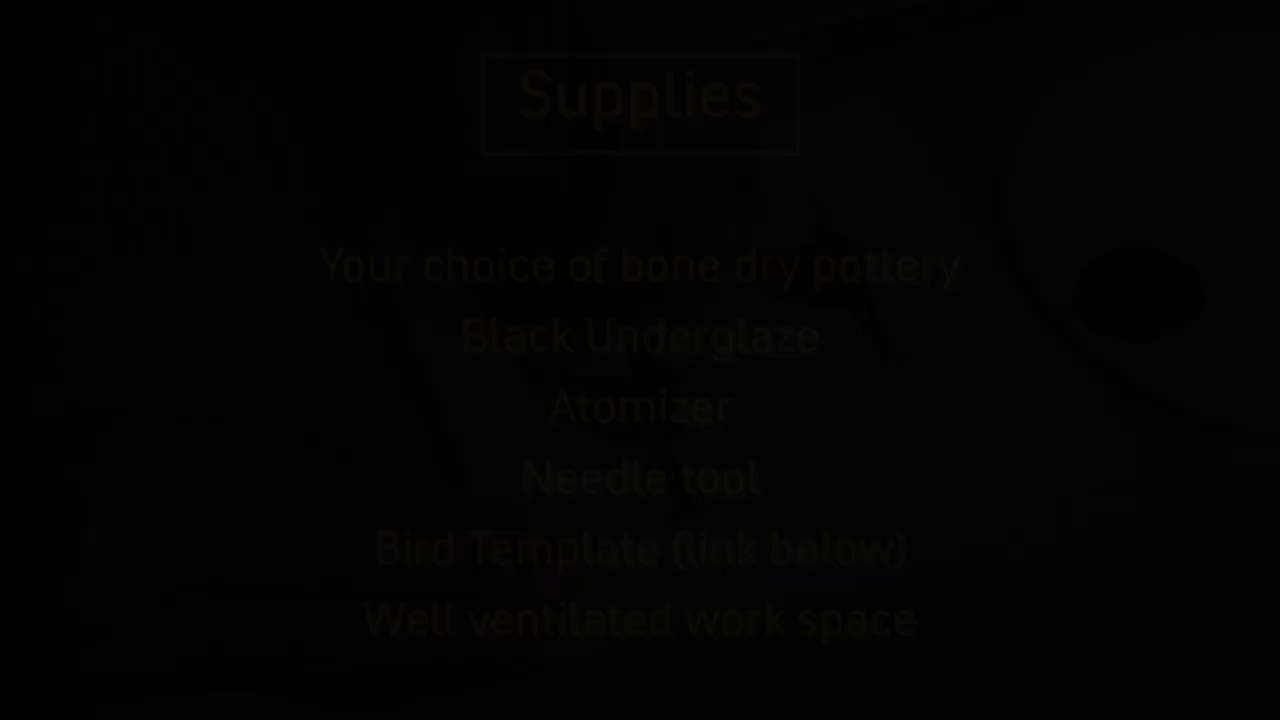 Supplies
Your choice of bone dry pottery
Black Underglaze
Atomizer
Needle tool
Bird Template (link below)
Well ventilated work space